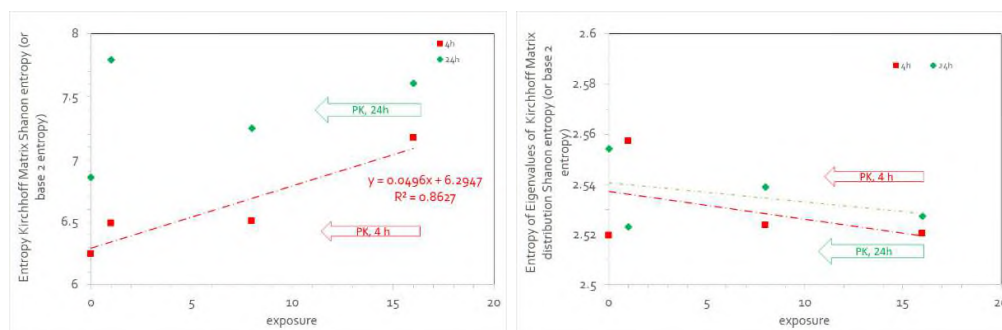 Entropy Kirchhoff Matrix Shanon entropy (or
base 2 entropy)
8
7.5
7
6.5
6
4h
24h
PK, 24h
y = 0.0496x + 6.2947
R² = 0.8627
PK, 4 h
0
5
10
15
20
exposure
Entropy of Eigenvalues of Kirchhoff Matrix
distribution Shanon entropy (or base 2
entropy)
2.6
2.58
2.56
2.54
2.52
2.5
4h
24h
PK, 4 h
PK, 24h
0
5
10
15
20
exposure